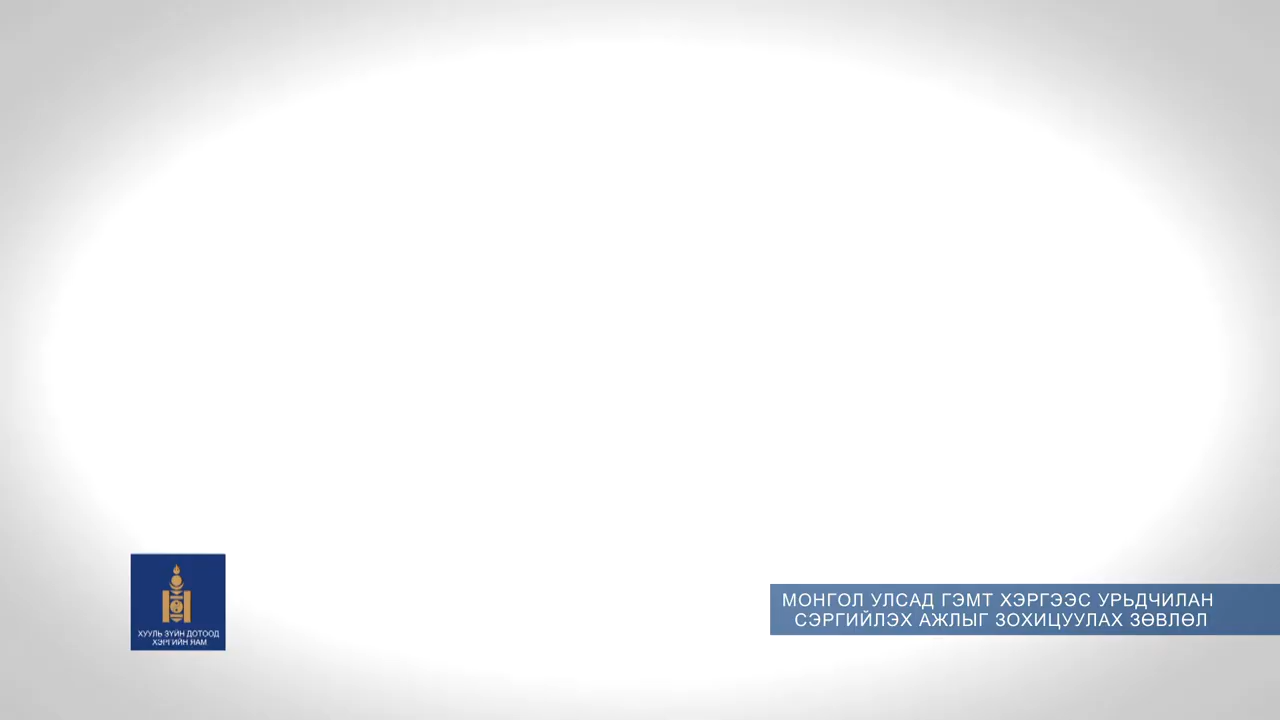 МОНГОЛ УЛСАД ГЭМТ ХЭРГЭЭС УРЬДЧИЛАН
СЭРГИЙЛЭХ АЖЛЫГ ЗОХИЦУУЛАХ ЗӨВЛӨЛ
ХУУЛЬ ЗҮЙН ДОТООД
ХЭРГИЙН ЯАМ